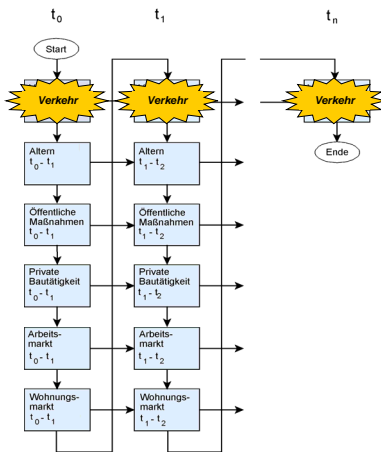 t0 t1 tn
Start
Verkehr Verkehr Verkehr
Ende
Altern
t0 - t1
Altern
t1 - t2
Öffentliche
Maßnahmen
t0 - t1
Öffentliche
Maßnahmen
t1 - t2
Private
Bautätigkeit
t0 - t1
Private
Bautätigkeit
t1 - t2
Arbeits-
markt
t0 - t1
Arbeits-
markt
t1 - t2
Wohnungs-
markt
t0 - t1
Wohnungs-
markt
t1 - t2